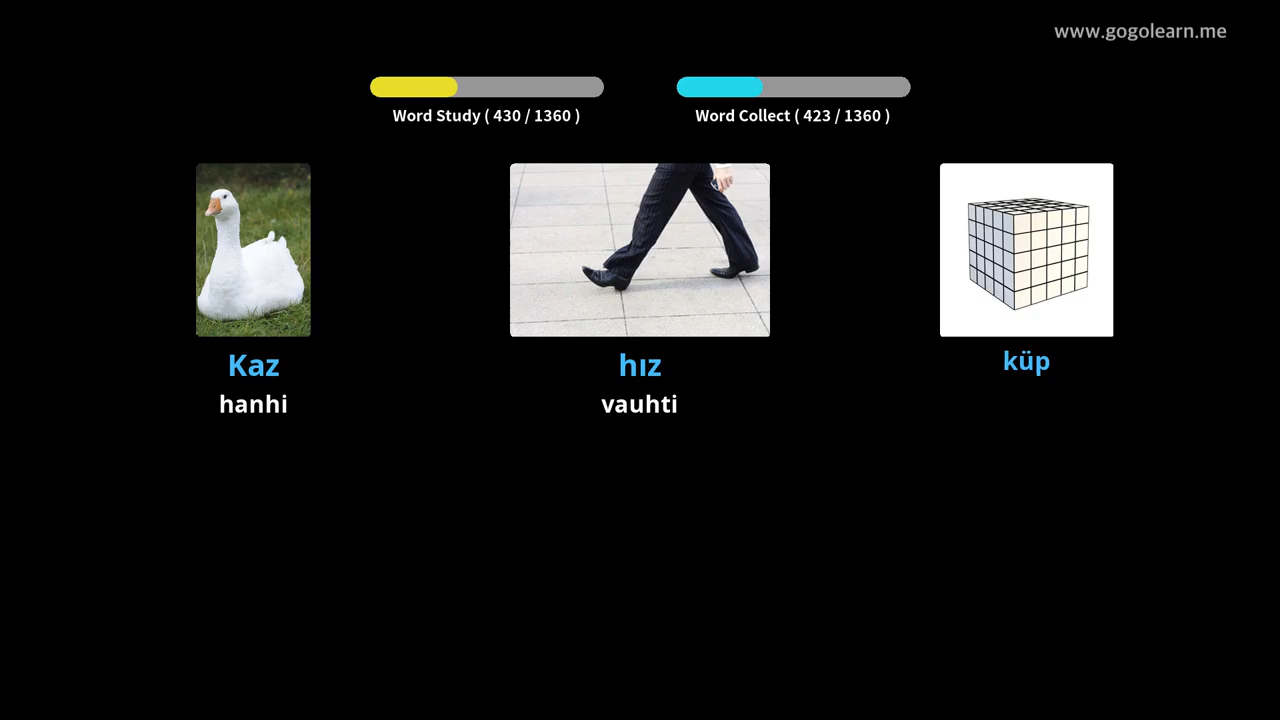 www.gogolearn.me
Word Study ( 430 / 1360 )
Word Collect ( 423 / 1360 )
Kaz
hanhi
hız
vauhti
küp